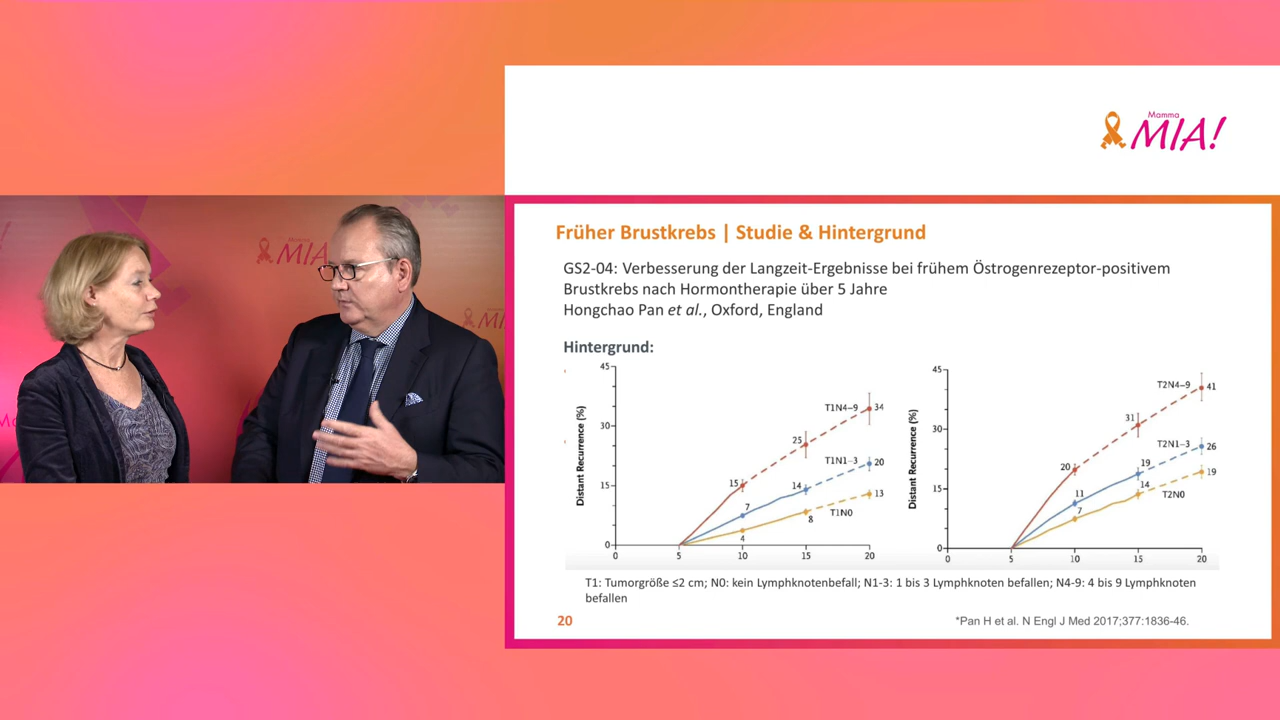 Mamma
MIA!
MIA!
Mamma
MIA
MIA
Früher Brustkrebs | Studie & Hintergrund
GS2-04: Verbesserung der Langzeit-Ergebnisse bei frühem Östrogenrezeptor-positivem
Brustkrebs nach Hormontherapie über 5 Jahre
Hongchao Pan et al., Oxford, England
Hintergrund:
Distant Recurrence (%)
45
30
15
0
0
5
10
15
20
T1N4–9
15
25
34
T1N1–3
7
14
20
T1N0
4
8
13
Distant Recurrence (%)
45
30
15
0
0
5
10
15
20
T2N4–9
20
31
41
T2N1–3
11
19
26
T2N0
7
14
19
T1: Tumorgröße ≤2 cm; N0: kein Lymphknotenbefall; N1-3: 1 bis 3 Lymphknoten befallen; N4-9: 4 bis 9 Lymphknoten
befallen
20
*Pan H et al. N Engl J Med 2017;377:1836-46.